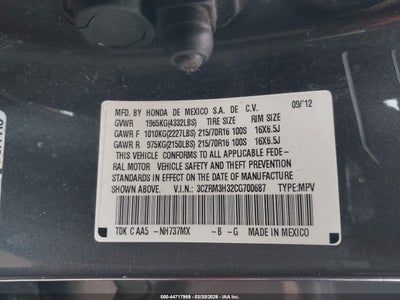 MFD. BY HONDA DE MEXICO S.A. DE C.V. 09/'12
GVWR 1965KG(4332LBS) TIRE SIZE RIM SIZE
GAWR F 1010KG(2227LBS) 215/70R16 100S 16X6.5J
GAWR R 975KG(2150LBS) 215/70R16 100S 16X6.5J
THIS VEHICLE CONFORMS TO ALL APPLICABLE FEDE-
RAL MOTOR VEHICLE SAFETY AND THEFT PREVENTION
STANDARDS IN EFFECT ON THE DATE OF MANUFACTURE
SHOWN ABOVE. V.I.N.: 3CZRM3H32CG700687 TYPE:MPV
TDK C AA5 -NH737MX -B -G MADE IN MEXICO
000-44717969 - 03/30/2026 - IAA Inc.